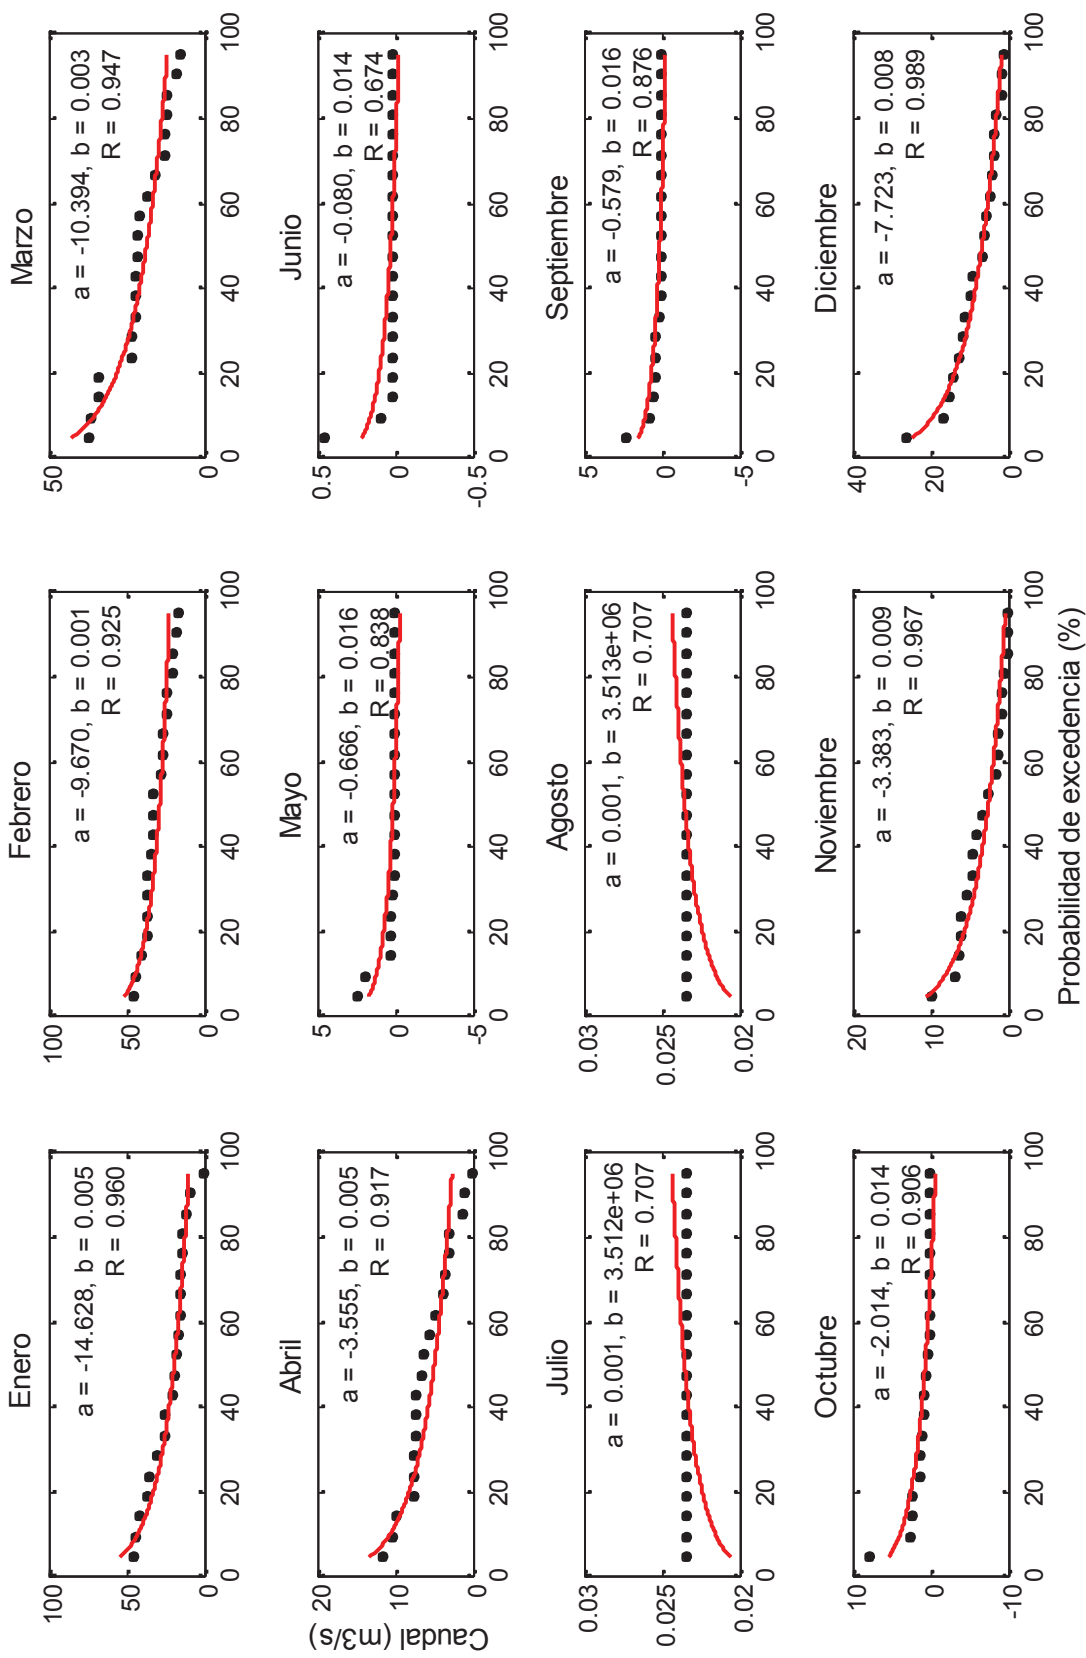 Enero
a = -14.628, b = 0.005
R = 0.960
100
50
0
0 20 40 60 80 100
Febrero
a = -9.670, b = 0.001
R = 0.925
100
50
0
0 20 40 60 80 100
Marzo
a = -10.394, b = 0.003
R = 0.947
50
0
0 20 40 60 80 100
Abril
a = -3.555, b = 0.005
R = 0.917
20
10
0
0 20 40 60 80 100
Mayo
a = -0.666, b = 0.016
R = 0.838
5
0
-5
0 20 40 60 80 100
Junio
a = -0.080, b = 0.014
R = 0.674
0.5
0
-0.5
0 20 40 60 80 100
Caudal (m3/s)
Julio
a = 0.001, b = 3.512e+06
R = 0.707
0.03
0.025
0.02
0 20 40 60 80 100
Agosto
a = 0.001, b = 3.513e+06
R = 0.707
0.03
0.025
0.02
0 20 40 60 80 100
Septiembre
a = -0.579, b = 0.016
R = 0.876
5
0
-5
0 20 40 60 80 100
Octubre
a = -2.014, b = 0.014
R = 0.906
10
0
-10
0 20 40 60 80 100
Noviembre
a = -3.383, b = 0.009
R = 0.967
20
10
0
0 20 40 60 80 100
Diciembre
a = -7.723, b = 0.008
R = 0.989
40
20
0
0 20 40 60 80 100
Probabilidad de excedencia (%)